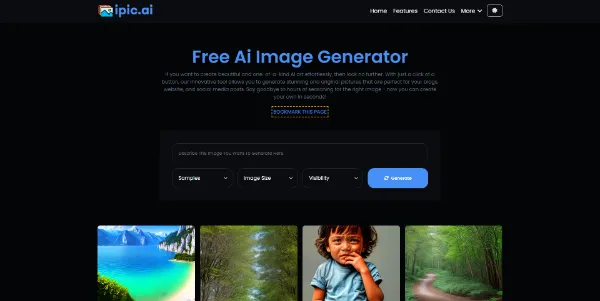 ipic.ai
Home Features Contact Us More
Free Ai Image Generator
If you want to create beautiful and one-of-a-kind AI art effortlessly, then look no further. With just a click of a
button, our innovative tool allows you to generate stunning and original pictures that are perfect for your blogs,
website, and social media posts. Say goodbye to hours of searching for the right image - now you can create
your own in seconds!
BOOKMARK THIS PAGE
Describe The Image You Want To Generate Here
Samples Image Size Visibility Generate